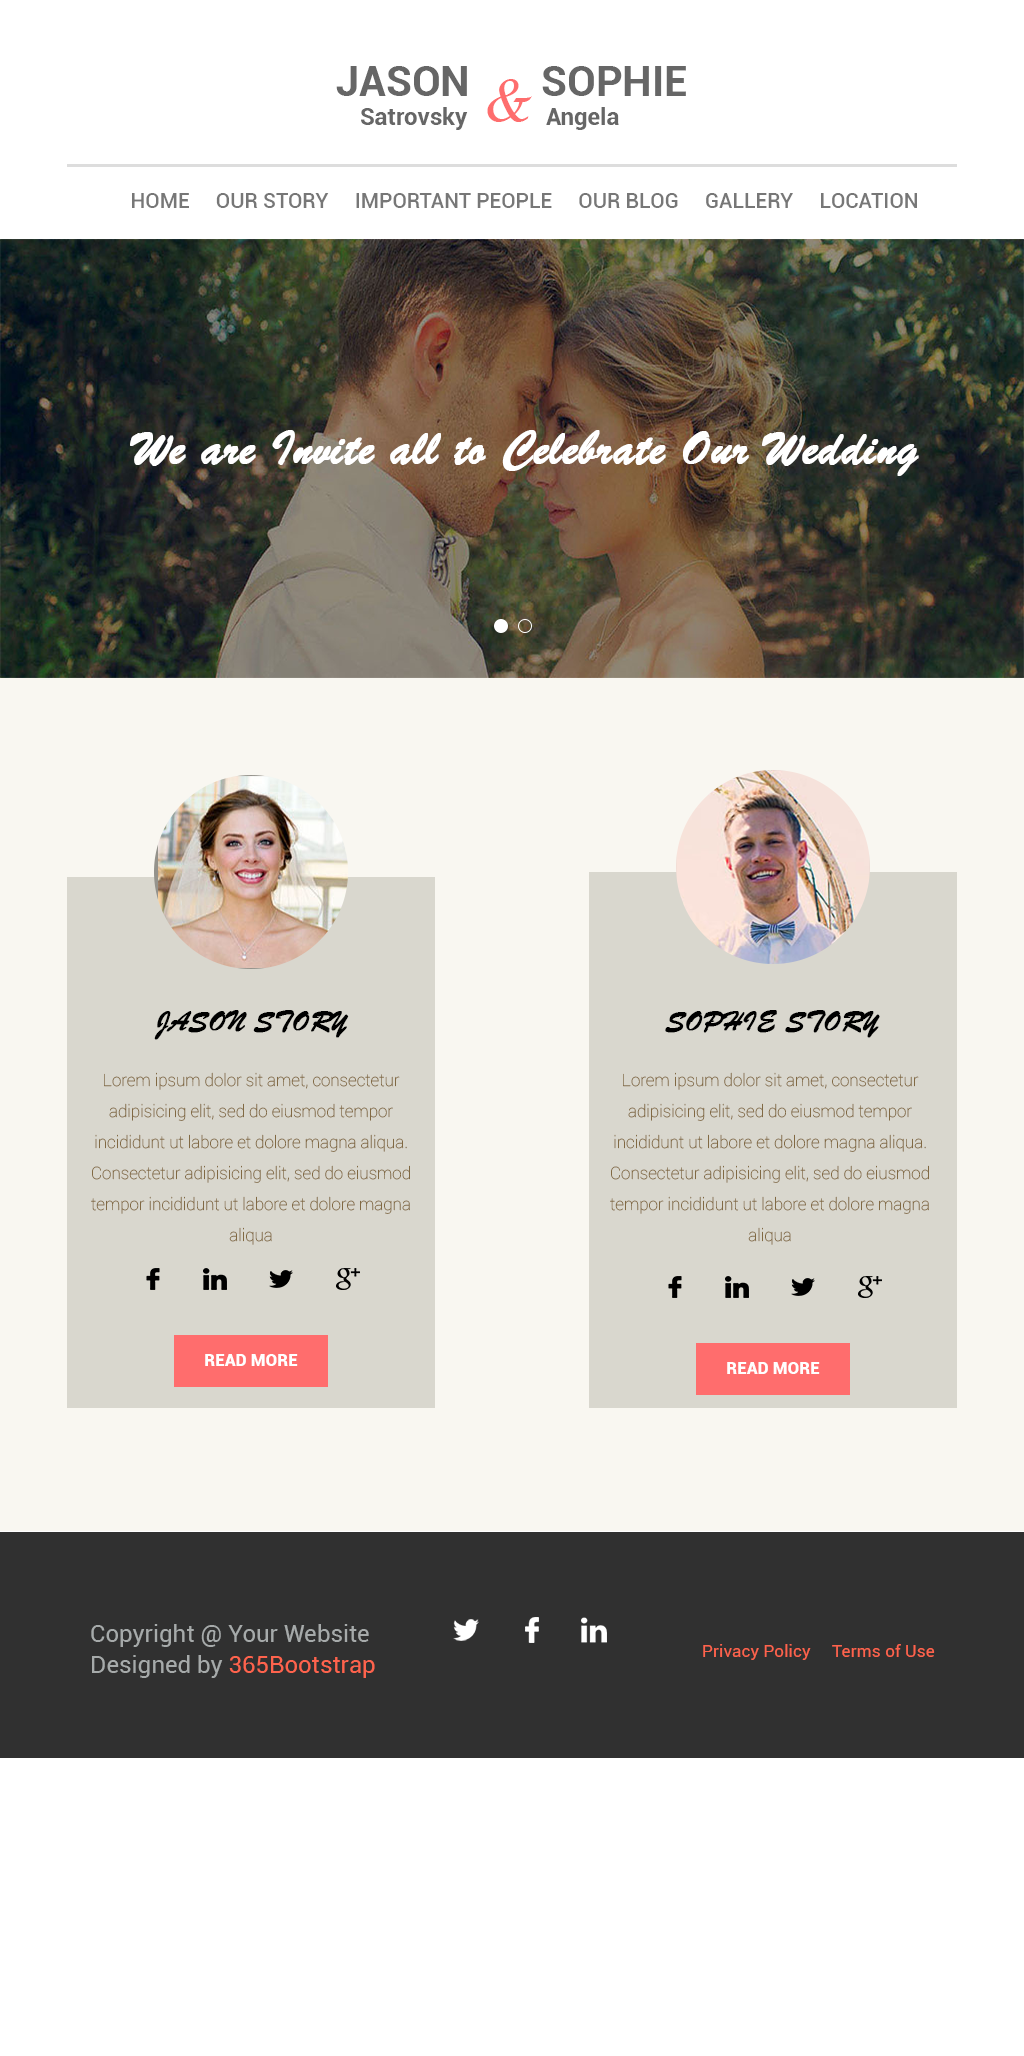 JASON & SOPHIE
Satrovsky Angela
HOME OUR STORY IMPORTANT PEOPLE OUR BLOG GALLERY LOCATION
We are Invite all to Celebrate Our Wedding
JASON STORY
Lorem ipsum dolor sit amet, consectetur
adipisicing elit, sed do eiusmod tempor
incididunt ut labore et dolore magna aliqua.
Consectetur adipisicing elit, sed do eiusmod
tempor incididunt ut labore et dolore magna
aliqua
READ MORE
SOPHIE STORY
Lorem ipsum dolor sit amet, consectetur
adipisicing elit, sed do eiusmod tempor
incididunt ut labore et dolore magna aliqua.
Consectetur adipisicing elit, sed do eiusmod
tempor incididunt ut labore et dolore magna
aliqua
READ MORE
Copyright @ Your Website
Designed by 365Bootstrap
Privacy Policy Terms of Use